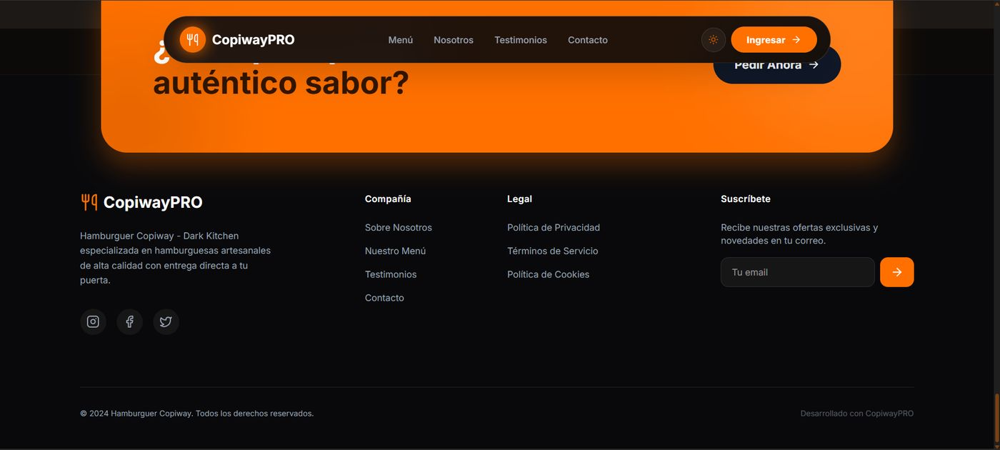 CopiwayPRO
Menú
Nosotros
Testimonios
Contacto
Ingresar
¿
Pedir Ahora
auténtico sabor?
CopiwayPRO
Hamburguer Copiway - Dark Kitchen
especializada en hamburguesas artesanales
de alta calidad con entrega directa a tu
puerta.
Compañía
Sobre Nosotros
Nuestro Menú
Testimonios
Contacto
Legal
Política de Privacidad
Términos de Servicio
Política de Cookies
Suscríbete
Recibe nuestras ofertas exclusivas y
novedades en tu correo.
Tu email
© 2024 Hamburguer Copiway. Todos los derechos reservados.
Desarrollado con CopiwayPRO